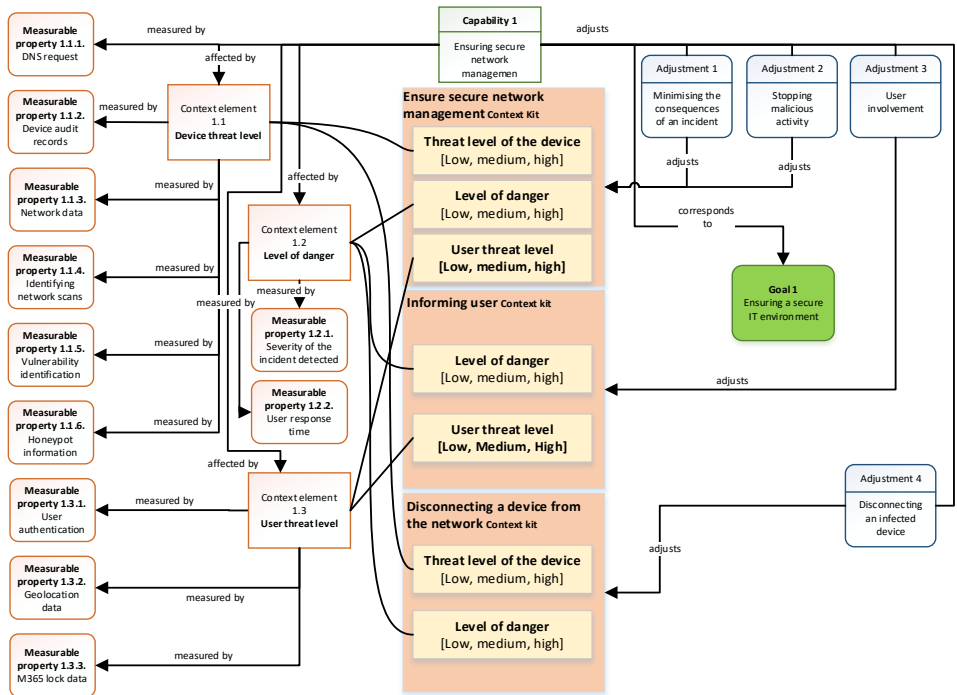 Measurable
property 1.1.1.
DNS request
measured by
affected by
Capability 1
Ensuring secure
network
managemen
adjusts
Adjustment 1
Minimising the
consequences
of an incident
Adjustment 2
Stopping
malicious
activity
Adjustment 3
User
involvement
Measurable
property 1.1.2.
Device audit
records
measured by
Context element
1.1
Device threat level
Ensure secure network
management Context Kit
Threat level of the device
[Low, medium, high]
Level of danger
[Low, medium, high]
User threat level
[Low, medium, high]
adjusts
adjusts
affected by
Measurable
property 1.1.3.
Network data
measured by
Context element
1.2
Level of danger
corresponds
to
Measurable
property 1.1.4.
Identifying
network scans
measured by
measured by
measured by
Goal 1
Ensuring a secure
IT environment
Informing user Context kit
Level of danger
[Low, medium, high]
User threat level
[Low, Medium, High]
adjusts
Measurable
property 1.2.1.
Severity of the
incident detected
Measurable
property 1.1.5.
Vulnerability
identification
measured by
Measurable
property 1.2.2.
User response
time
Measurable
property 1.1.6.
Honeypot
information
measured by
affected by
Measurable
property 1.3.1.
User
authentication
measured by
Context element
1.3
User threat level
Disconnecting a device from
the network Context kit
Threat level of the device
[Low, medium, high]
Level of danger
[Low, medium, high]
adjusts
Adjustment 4
Disconnecting
an infected
device
Measurable
property 1.3.2.
Geolocation
data
measured by
Measurable
property 1.3.3.
M365 lock data
measured by